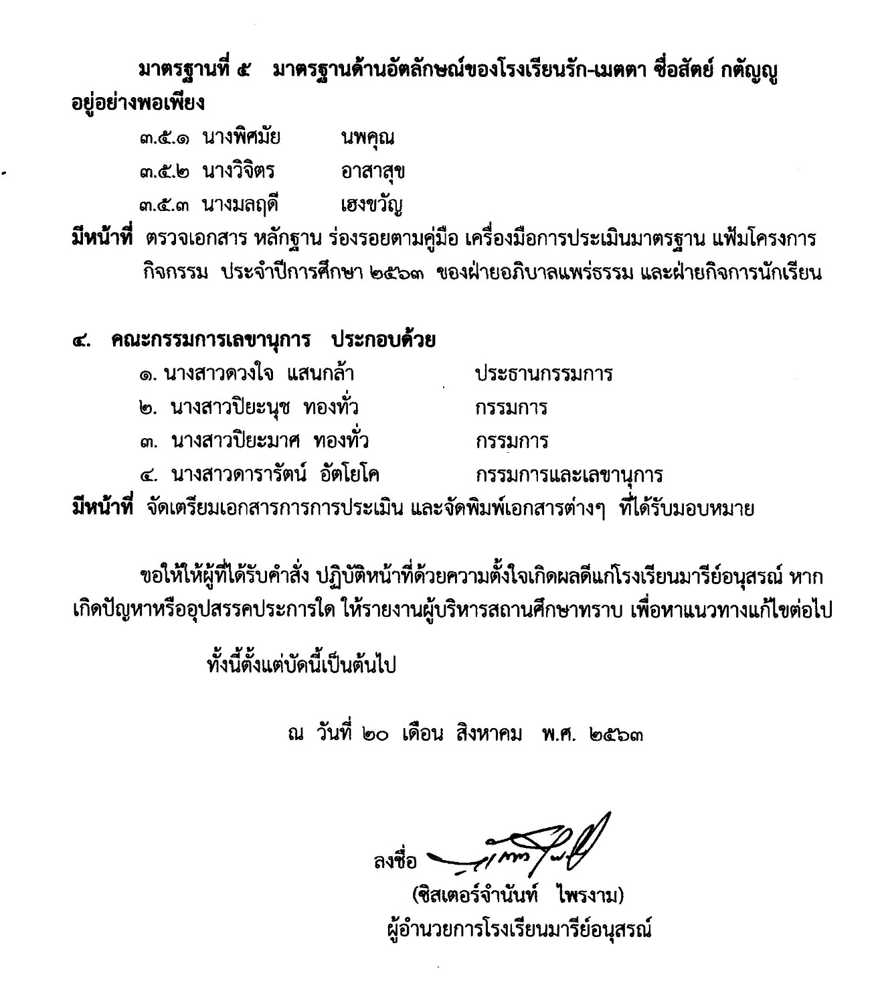 มาตรฐานที่ ๕ มาตรฐานด้านอัตลักษณ์ของโรงเรียนรัก-เมตตา ซื่อสัตย์ กตัญญู
อยู่อย่างพอเพียง
๓.๕.๑ นางพิศมัย นพคุณ
๓.๕.๒ นางวิจิตร อาสาสุข
๓.๕.๓ นางมลฤดี เฮงขวัญ
มีหน้าที่ ตรวจเอกสาร หลักฐาน ร่องรอยตามคู่มือ เครื่องมือการประเมินมาตรฐาน แฟ้มโครงการ
กิจกรรม ประจำปีการศึกษา ๒๕๖๓ ของฝ่ายอภิบาลแพร่ธรรม และฝ่ายกิจการนักเรียน
๔. คณะกรรมการเลขานุการ ประกอบด้วย
๑. นางสาวดวงใจ แสนกล้า ประธานกรรมการ
๒. นางสาวปิยะนุช ทองทั่ว กรรมการ
๓. นางสาวปิยะมาศ ทองทั่ว กรรมการ
๔. นางสาวดารารัตน์ อัตโยโค กรรมการและเลขานุการ
มีหน้าที่ จัดเตรียมเอกสารการการประเมิน และจัดพิมพ์เอกสารต่างๆ ที่ได้รับมอบหมาย
ขอให้ให้ผู้ที่ได้รับคำสั่ง ปฏิบัติหน้าที่ด้วยความตั้งใจเกิดผลดีแก่โรงเรียนมารีย์อนุสรณ์ หาก
เกิดปัญหาหรืออุปสรรคประการใด ให้รายงานผู้บริหารสถานศึกษาทราบ เพื่อหาแนวทางแก้ไขต่อไป
ทั้งนี้ตั้งแต่บัดนี้เป็นต้นไป
ณ วันที่ ๒๐ เดือน สิงหาคม พ.ศ. ๒๕๖๓
ลงชื่อ
(ซิสเตอร์จำนันท์ ไพรงาม)
ผู้อำนวยการโรงเรียนมารีย์อนุสรณ์